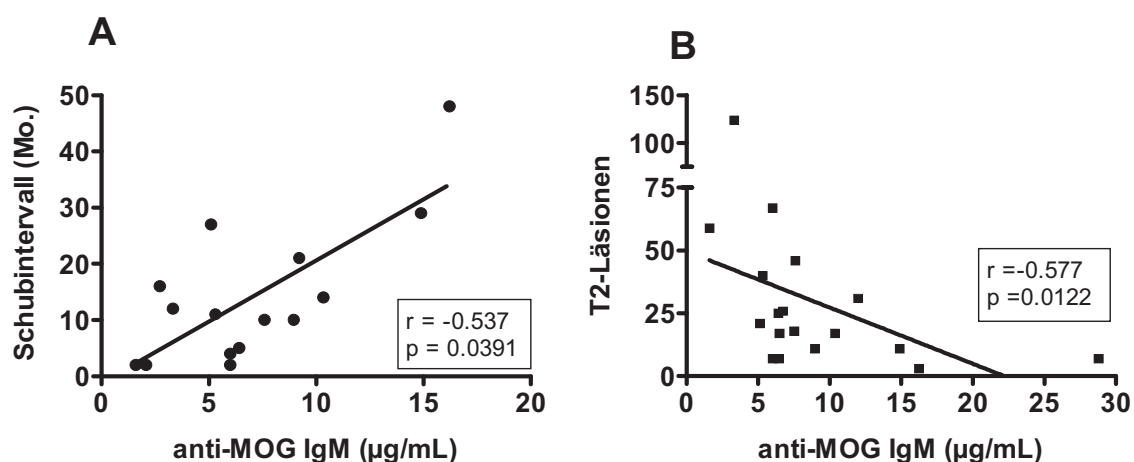 A
Schubintervall (Mo.)
50
40
30
20
10
0
r = -0.537
p = 0.0391
0 5 10 15 20
anti-MOG IgM (µg/mL)
B
T2-Läsionen
150
100
75
50
25
0
r =-0.577
p =0.0122
0 5 10 15 20 25 30
anti-MOG IgM (µg/mL)